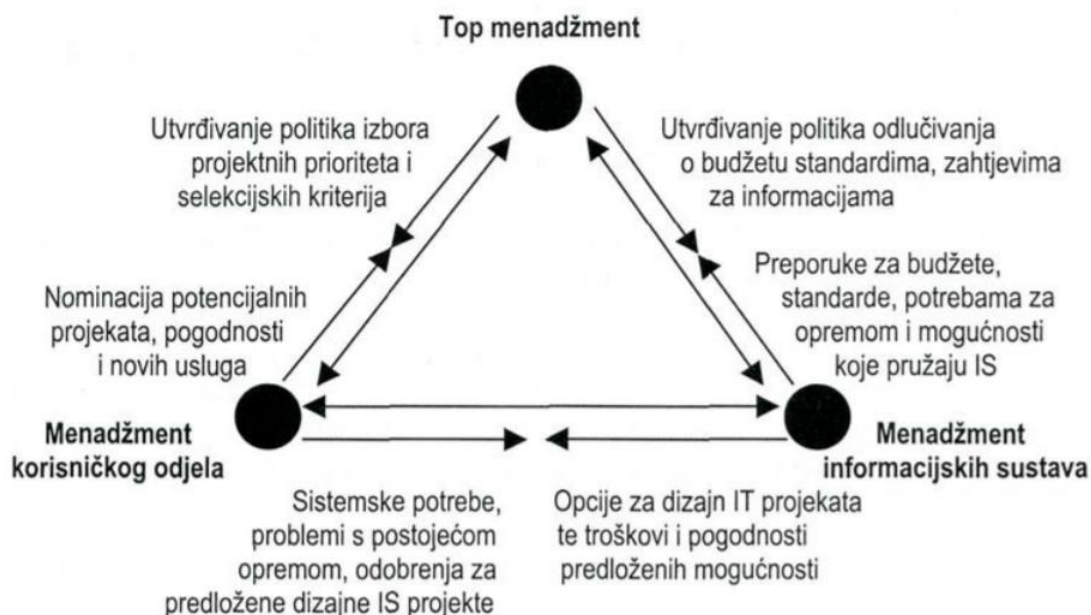 Top menadžment
Utvrđivanje politika izbora
projektnih prioriteta i
selekcijskih kriterija
Utvrđivanje politika odlučivanja
o budžetu standardima, zahtjevima
za informacijama
Nominacija potencijalnih
projekata, pogodnosti
i novih usluga
Preporuke za budžete,
standarde, potrebama za
opremom i mogućnosti
koje pružaju IS
Menadžment
korisničkog odjela
Menadžment
informacijskih sustava
Sistemske potrebe,
problemi s postojećom
opremom, odobrenja za
predložene dizajne IS projekte
Opcije za dizajn IT projekata
te troškovi i pogodnosti
predloženih mogućnosti